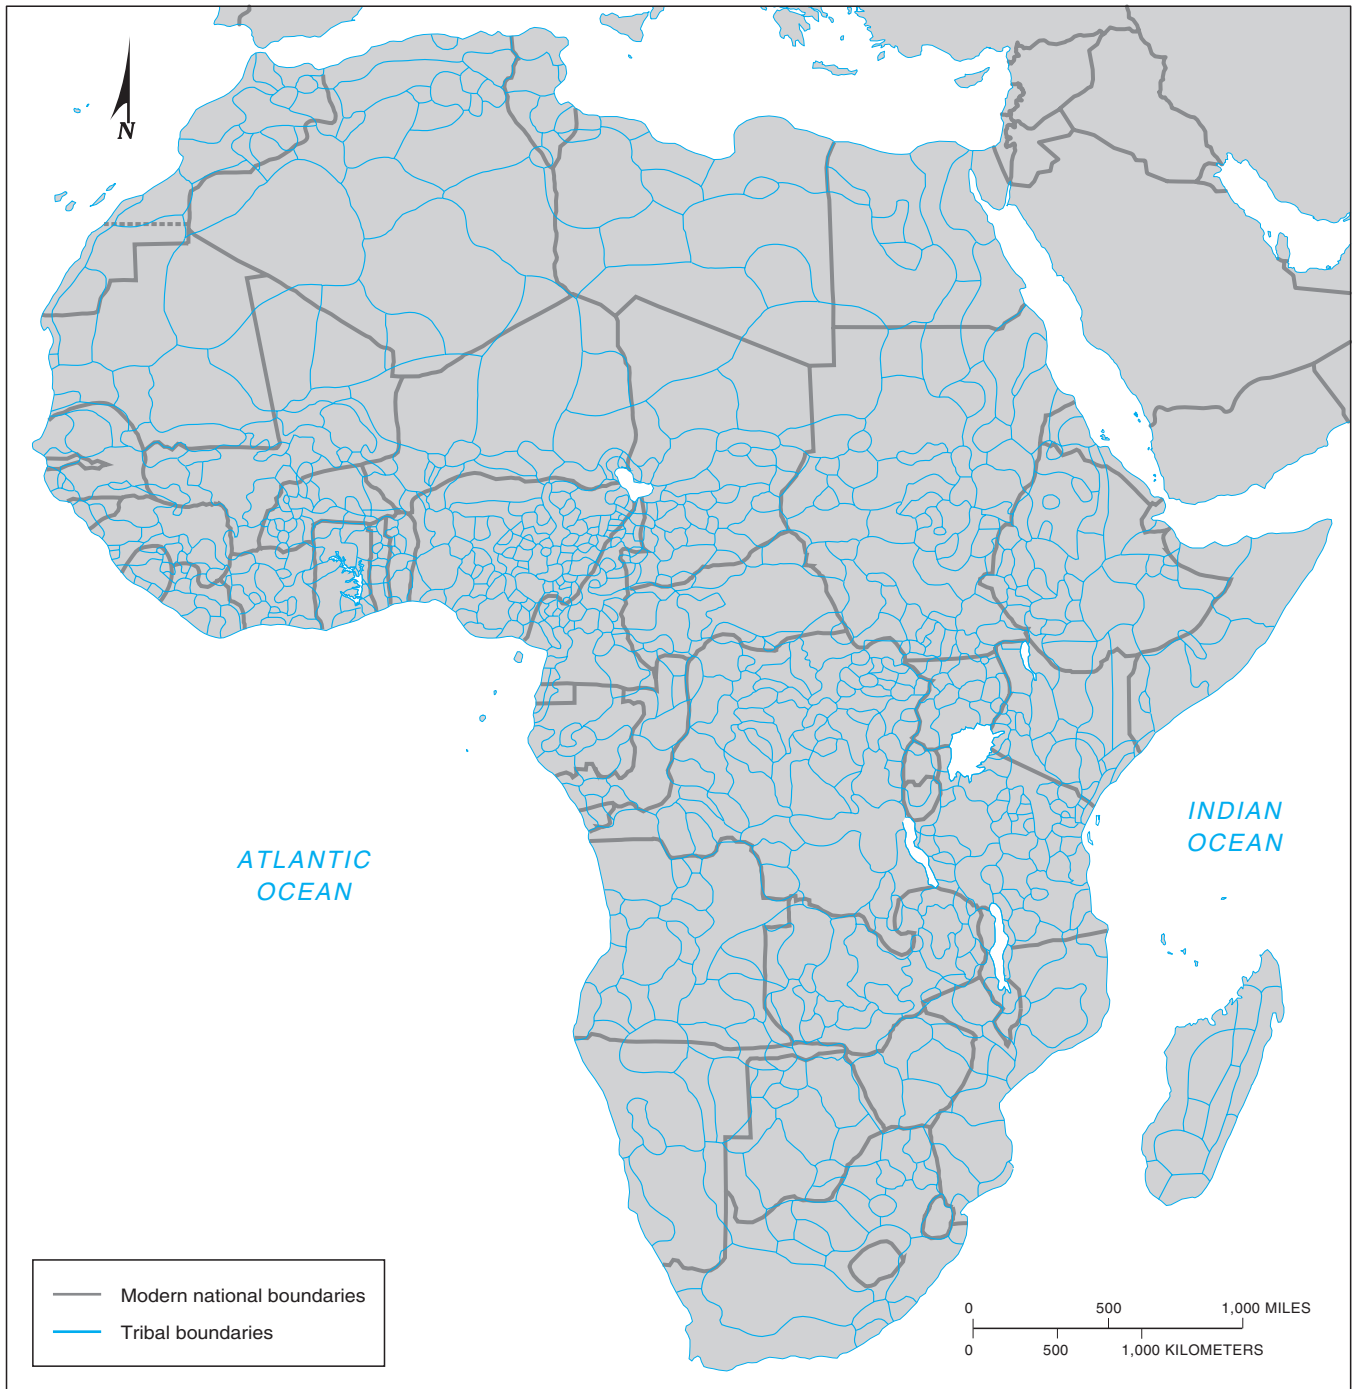 N
ATLANTIC
OCEAN
INDIAN
OCEAN
Modern national boundaries
Tribal boundaries
0 500 1,000 MILES
0 500 1,000 KILOMETERS